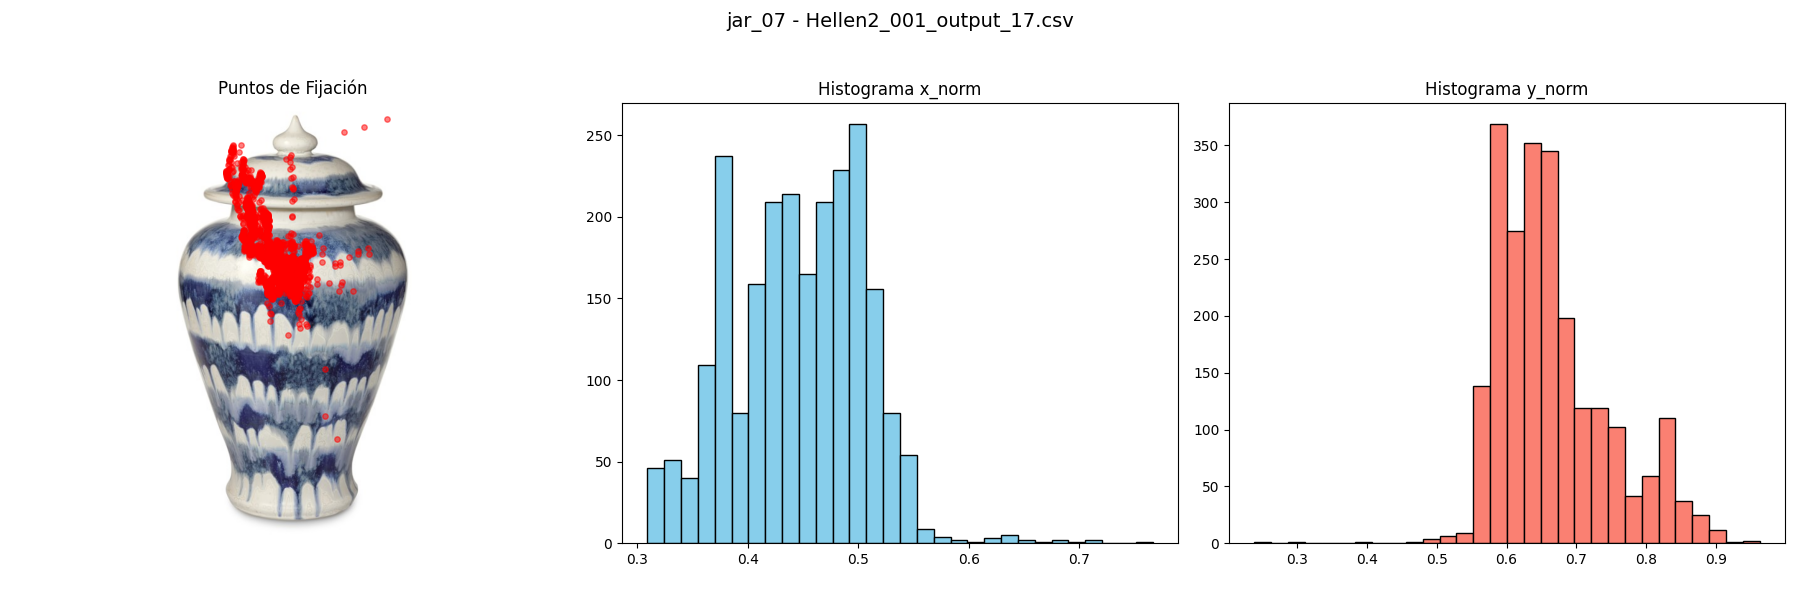 jar_07 - Hellen2_001_output_17.csv
Puntos de Fijación
Histograma x_norm
250
200
150
100
50
0
0.3 0.4 0.5 0.6 0.7
Histograma y_norm
350
300
250
200
150
100
50
0
0.3 0.4 0.5 0.6 0.7 0.8 0.9